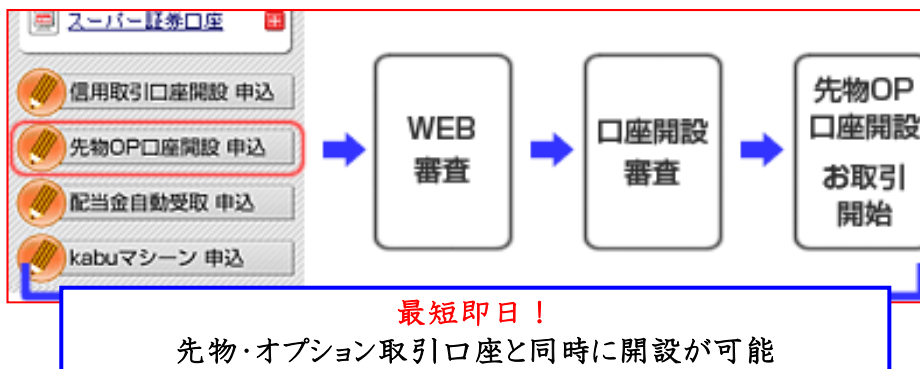 スーパー証券口座
信用取引口座開設 申込
先物OP口座開設 申込
配当金自動受取 申込
kabuマシーン 申込
WEB
審査
口座開設
審査
先物OP
口座開設
お取引
開始
最短即日！
先物・オプション取引口座と同時に開設が可能